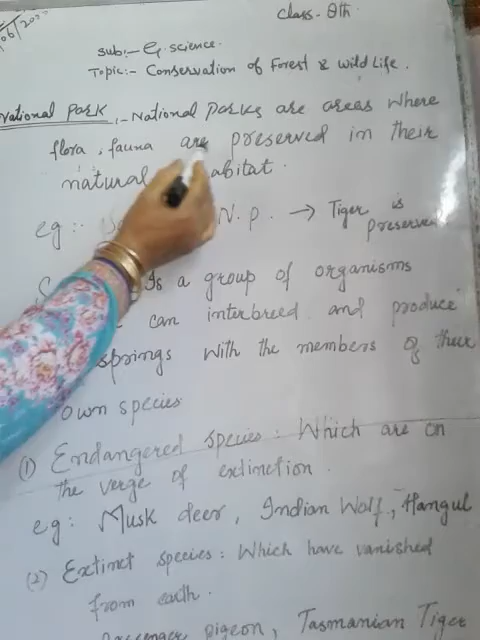 Class - 8th
Sub:- G. Science
Topic:- Conservation of Forest & Wild Life.
National Park :- National Parks are areas where
flora, fauna are preserved in their
natural abitat.
eg:- N.p. → Tiger is
preserved
Is a group of organisms
can interbreed and produce
springs with the members of their
own species
(1) Endangered species: Which are on
the verge of extinction.
eg: Musk deer, Indian Wolf, Hangul
(2) Extinct species: Which have vanished
from earth.
Passenger pigeon, Tasmanian Tiger